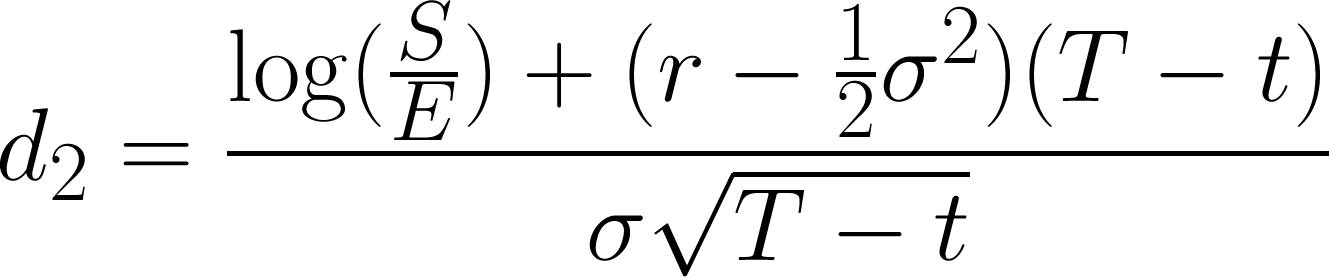 d_2 = \frac{\log(\frac{S}{E}) + (r - \frac{1}{2}\sigma^2)(T - t)}{\sigma\sqrt{T - t}}